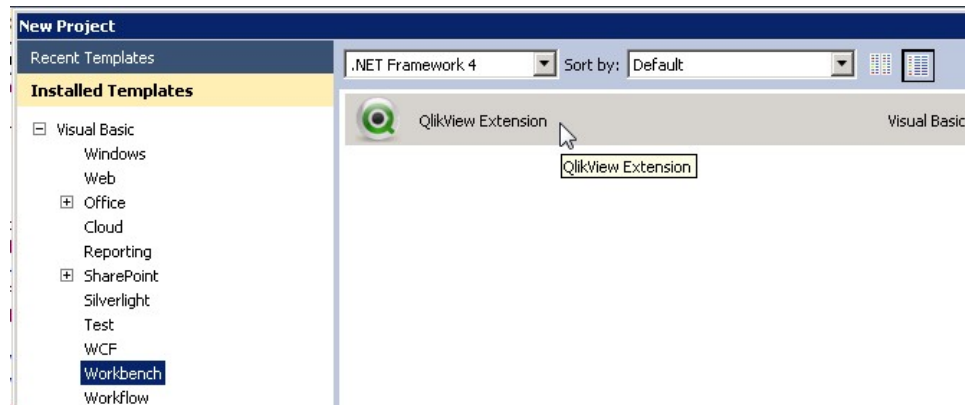 New Project
Recent Templates
Installed Templates
Visual Basic
Windows
Web
Office
Cloud
Reporting
SharePoint
Silverlight
Test
WCF
Workbench
Workflow
.NET Framework 4 Sort by: Default
QlikView Extension Visual Basic
QlikView Extension